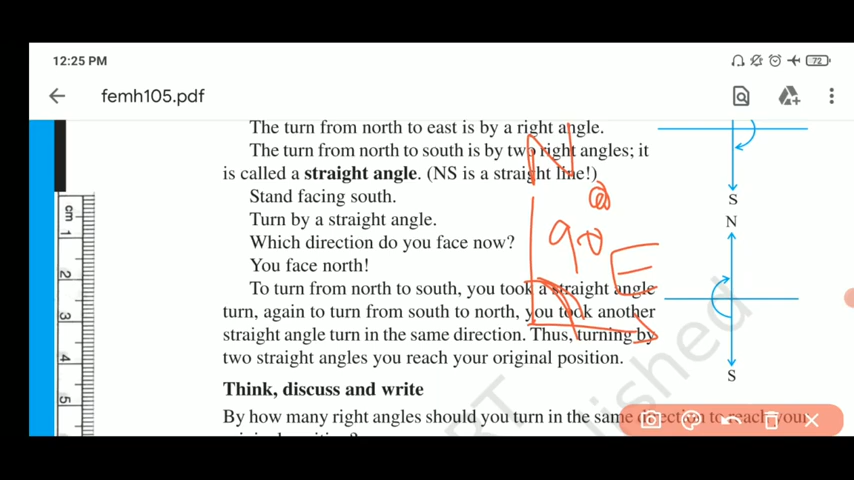 12:25 PM
72
femh105.pdf
The turn from north to east is by a right angle.
The turn from north to south is by two right angles; it
is called a straight angle. (NS is a straight line!)
Stand facing south.
Turn by a straight angle.
Which direction do you face now?
You face north!
To turn from north to south, you took a straight angle
turn, again to turn from south to north, you took another
straight angle turn in the same direction. Thus, turning by
two straight angles you reach your original position.
Think, discuss and write
By how many right angles should you turn in the same direction to reach your
N
90
E
S
N
S
cm 1
2
3
4
5